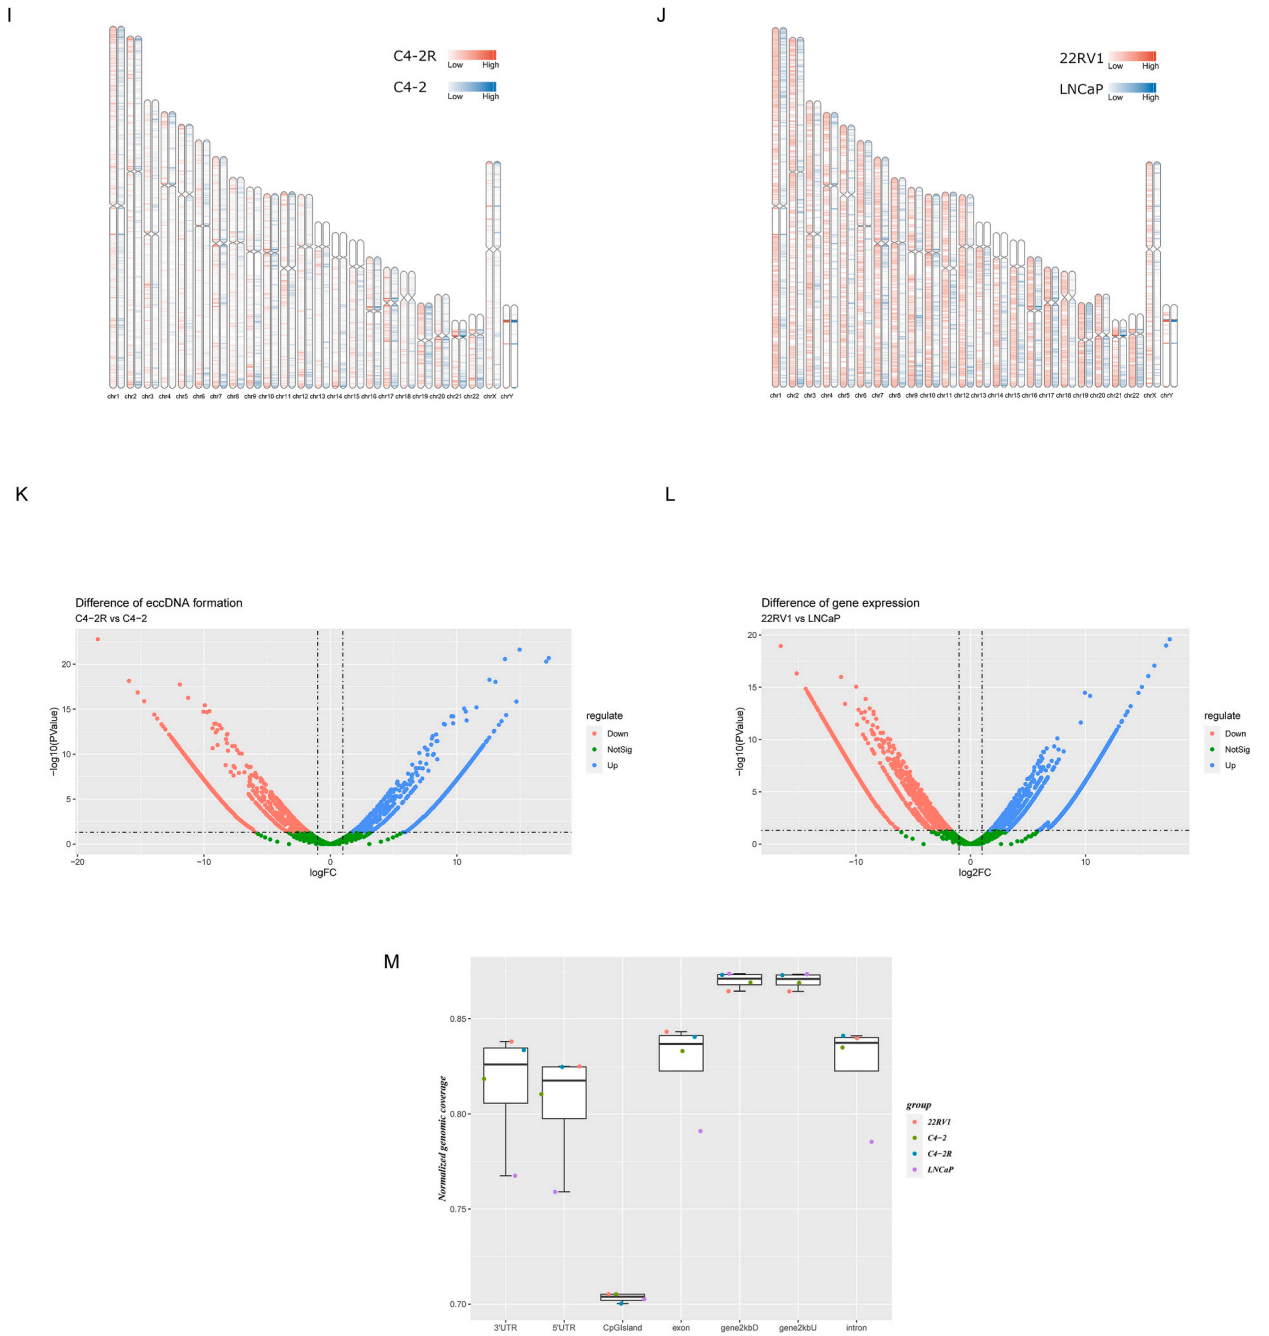 I
J
C4-2R
Low High
C4-2
Low High
22RV1
Low High
LNCaP
Low High
chr1 chr2 chr3 chr4 chr5 chr6 chr7 chr8 chr9 chr10 chr11 chr12 chr13 chr14 chr15 chr16 chr17 chr18 chr19 chr20 chr21 chr22 chrX chrY
chr1 chr2 chr3 chr4 chr5 chr6 chr7 chr8 chr9 chr10 chr11 chr12 chr13 chr14 chr15 chr16 chr17 chr18 chr19 chr20 chr21 chr22 chrX chrY
K
L
Difference of eccDNA formation
C4−2R vs C4−2
−log10(PValue)
20
15
10
5
0
−20 −10 0 10
logFC
regulate
Down
NotSig
Up
Difference of gene expression
22RV1 vs LNCaP
−log10(PValue)
20
15
10
5
0
−10 0 10
log2FC
regulate
Down
NotSig
Up
M
Normalized genomic coverage
0.85
0.80
0.75
0.70
3'UTR 5'UTR CpGIsland exon gene2kbD gene2kbU intron
group
22RV1
C4−2
C4−2R
LNCaP